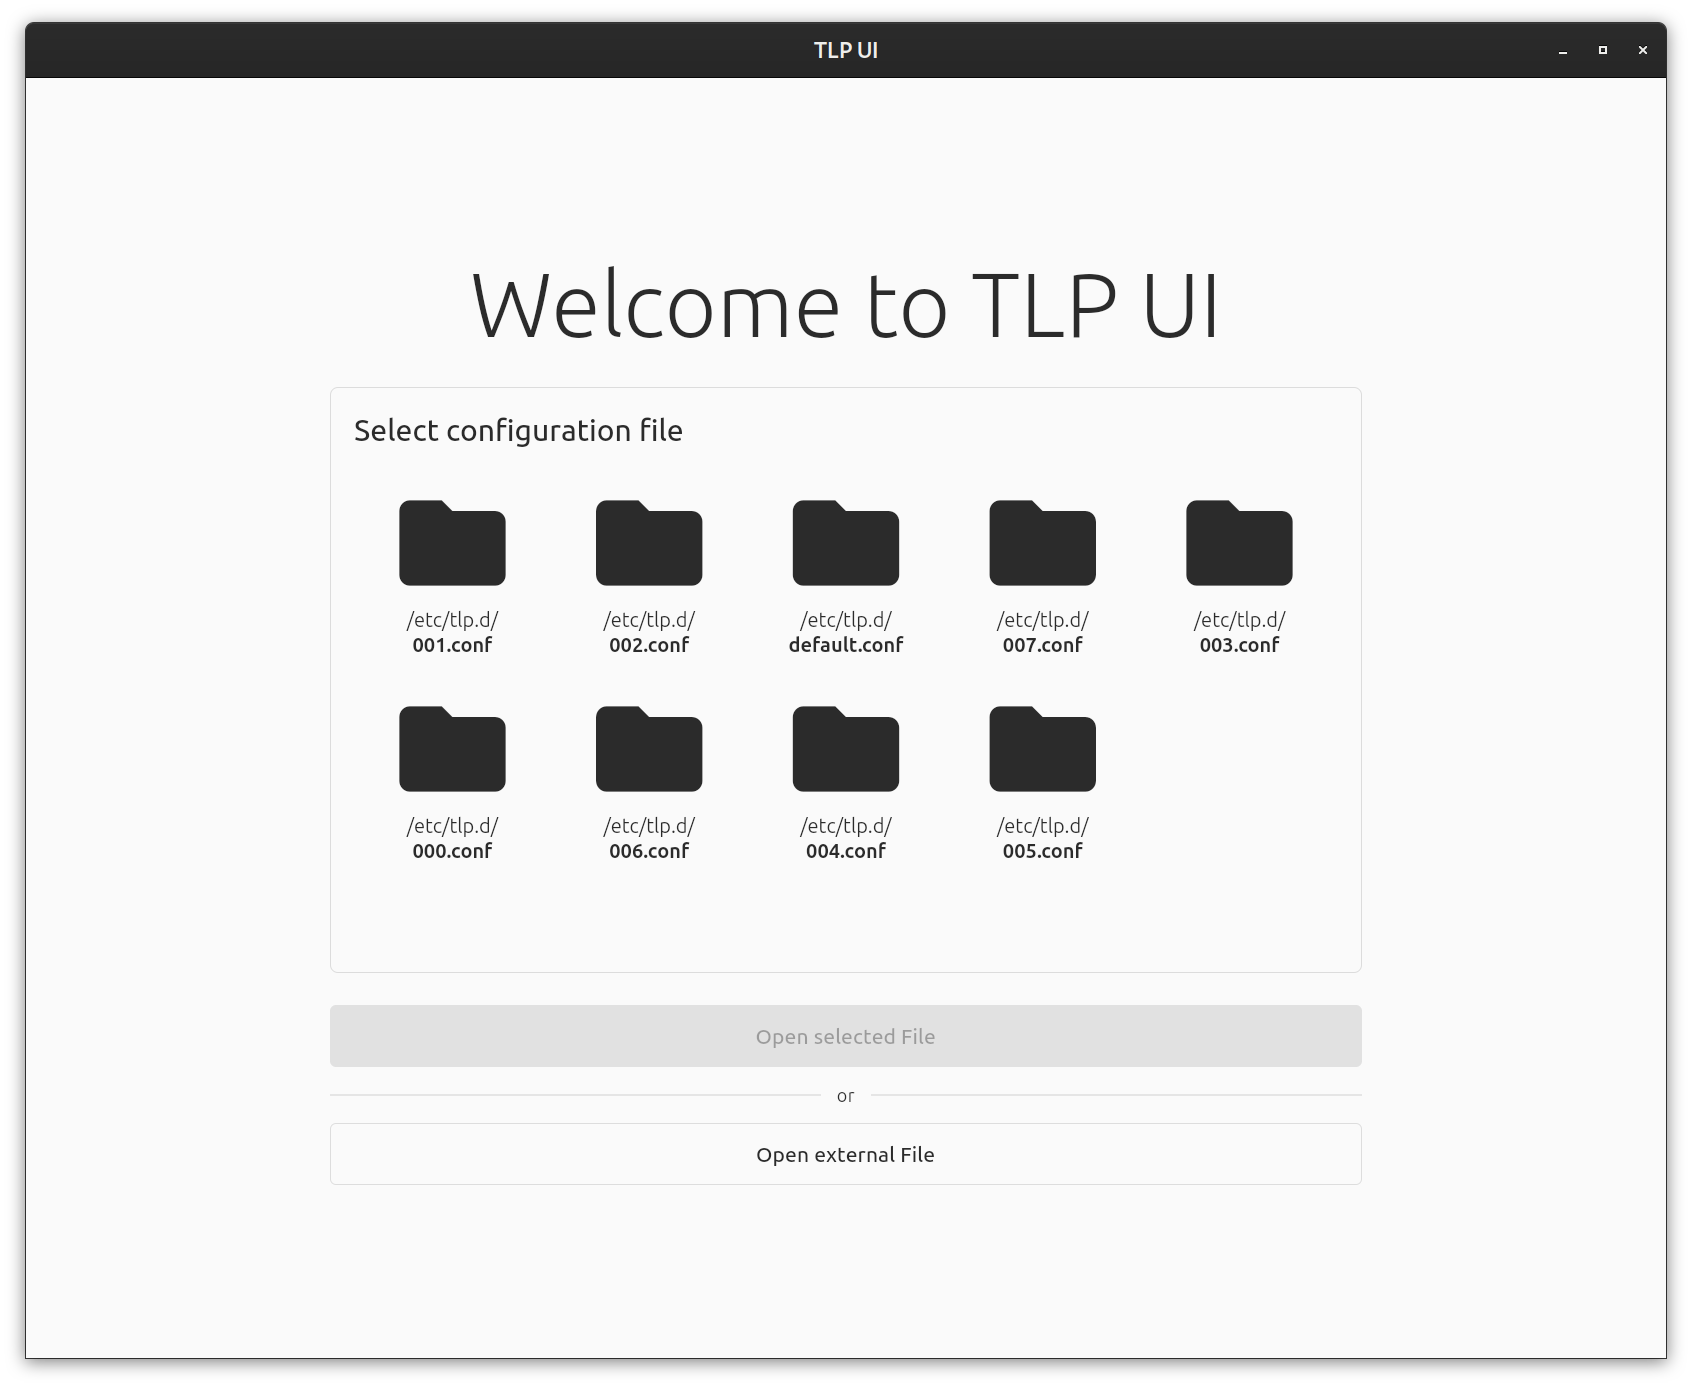 TLP UI
Welcome to TLP UI
Select configuration file
/etc/tlp.d/
001.conf
/etc/tlp.d/
002.conf
/etc/tlp.d/
default.conf
/etc/tlp.d/
007.conf
/etc/tlp.d/
003.conf
/etc/tlp.d/
000.conf
/etc/tlp.d/
006.conf
/etc/tlp.d/
004.conf
/etc/tlp.d/
005.conf
Open selected File
or
Open external File